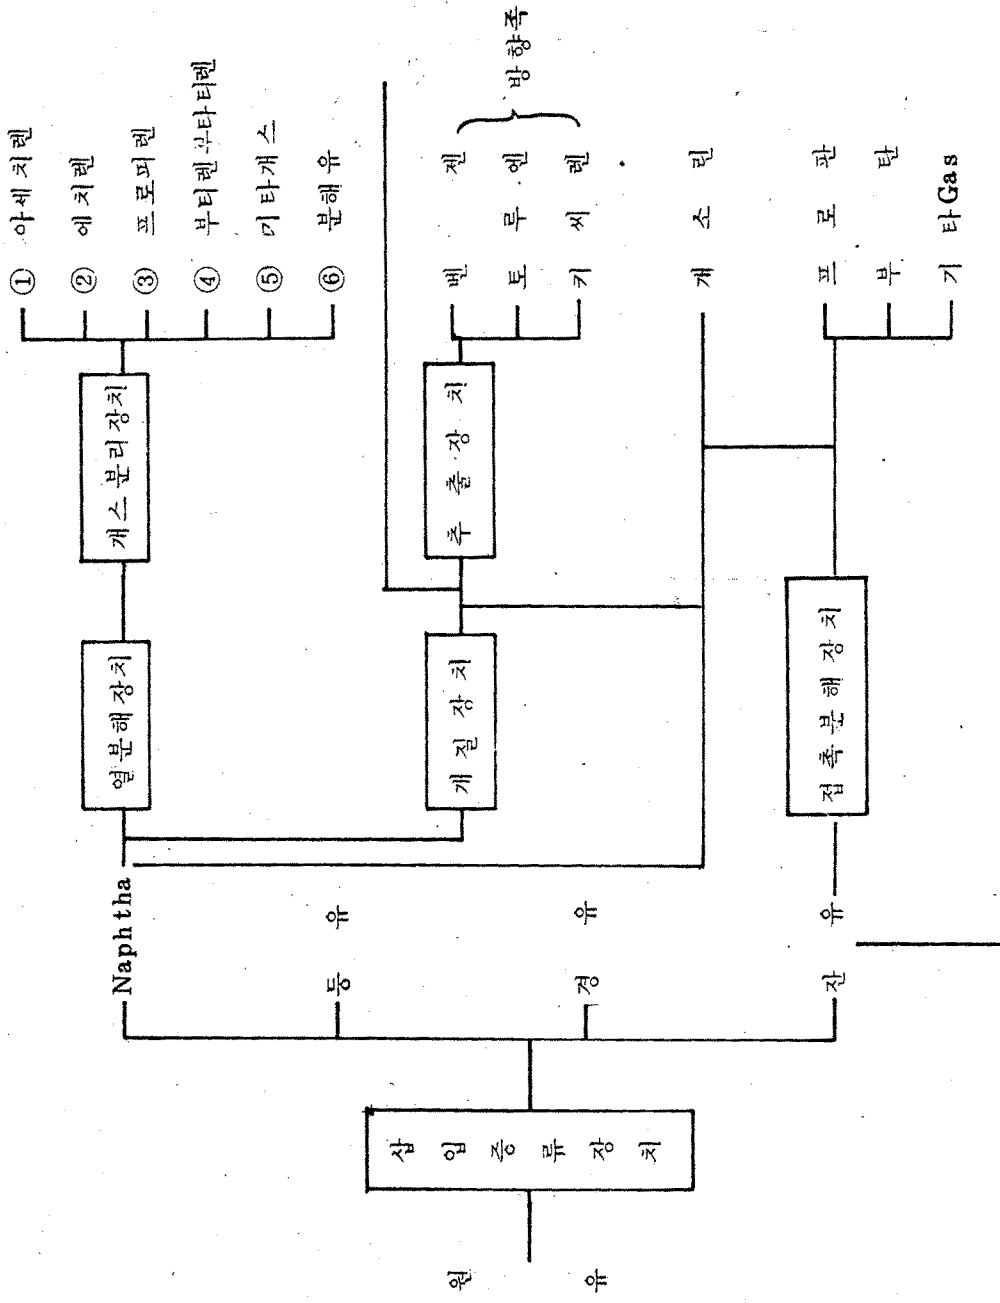 원유
삽입증류장치
Naphtha
등유
경유
잔유
열분해장치
개질장치
접촉분해장치
개스분리장치
추출장치
① 아세치렌
② 에치렌
③ 프로피렌
④ 부티렌부타티렌
⑤ 기타개스
⑥ 분해유
벤젠
토루엔
키씨렌
방향족
개소린
프로판
부탄
기타Gas